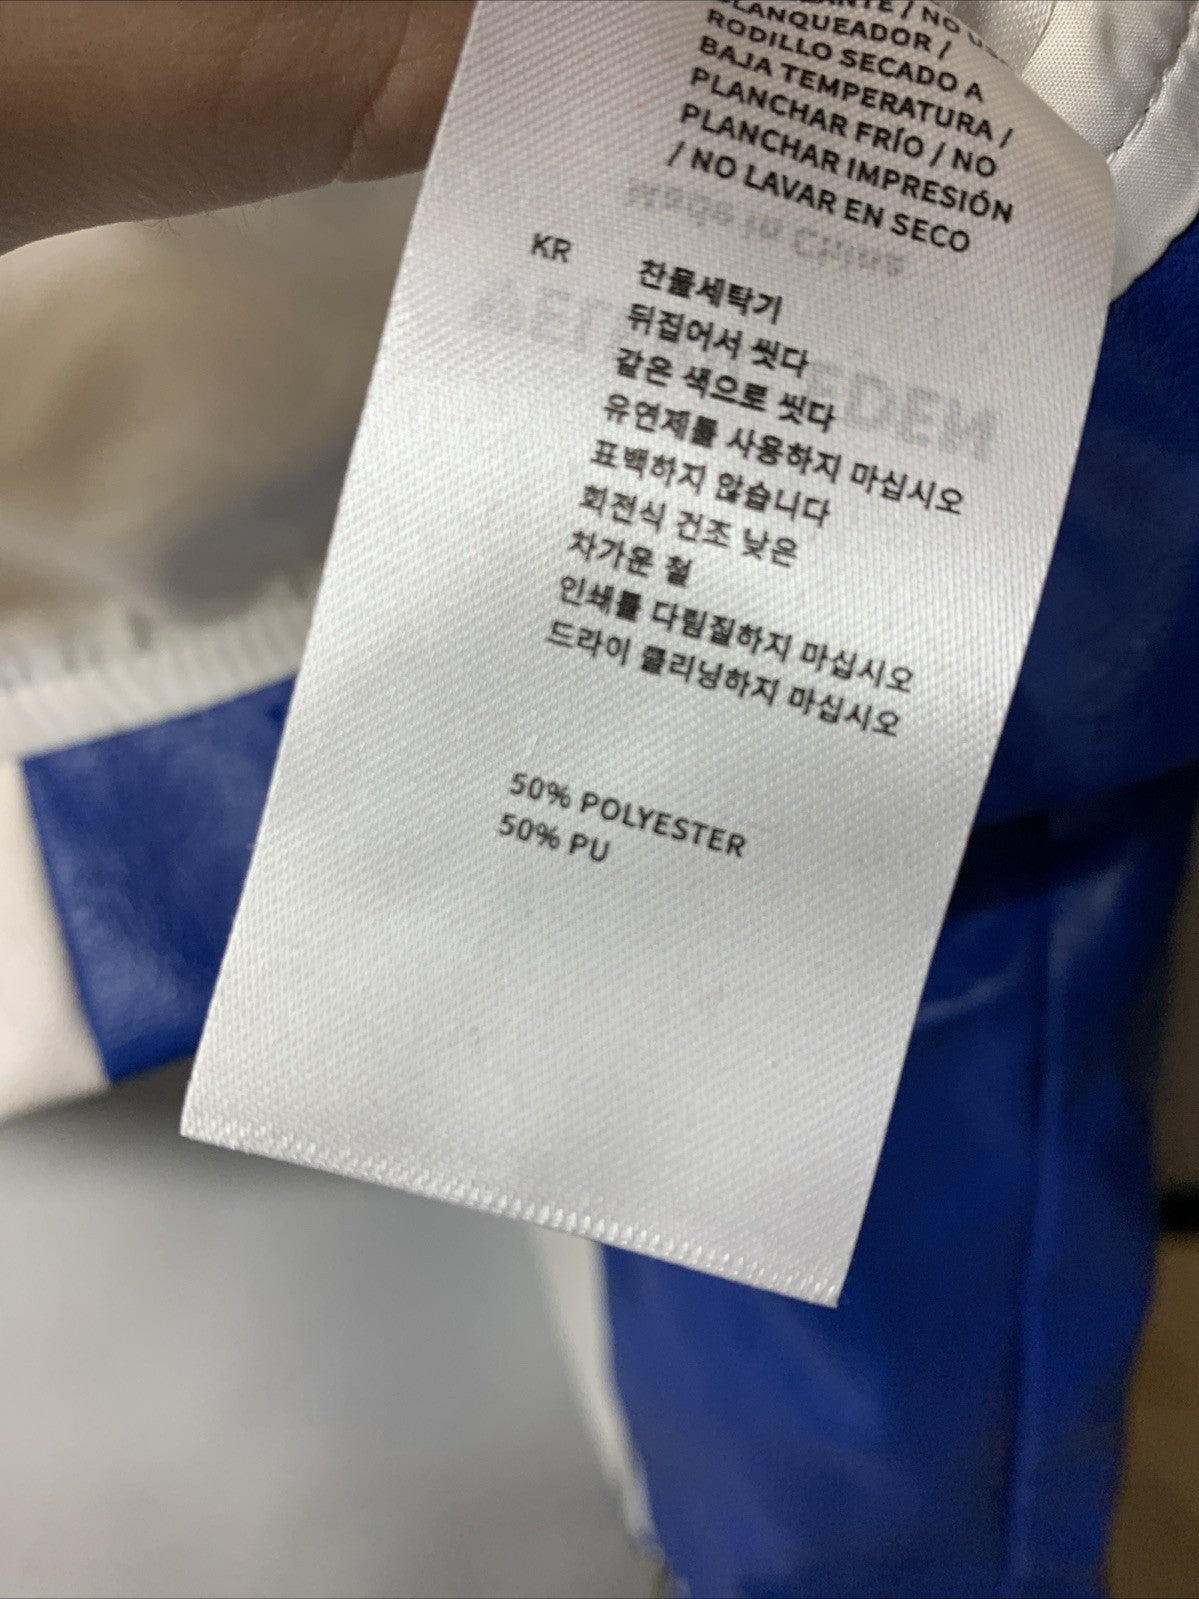 / NO
BLANQUEADOR /
RODILLO SECADO A
BAJA TEMPERATURA /
PLANCHAR FRÍO / NO
PLANCHAR IMPRESIÓN
/ NO LAVAR EN SECO
KR
찬물세탁기
뒤집어서 씻다
같은 색으로 씻다
유연제를 사용하지 마십시오
표백하지 않습니다
회전식 건조 낮은
차가운 철
인쇄를 다림질하지 마십시오
드라이 클리닝하지 마십시오
50% POLYESTER
50% PU
Made in China